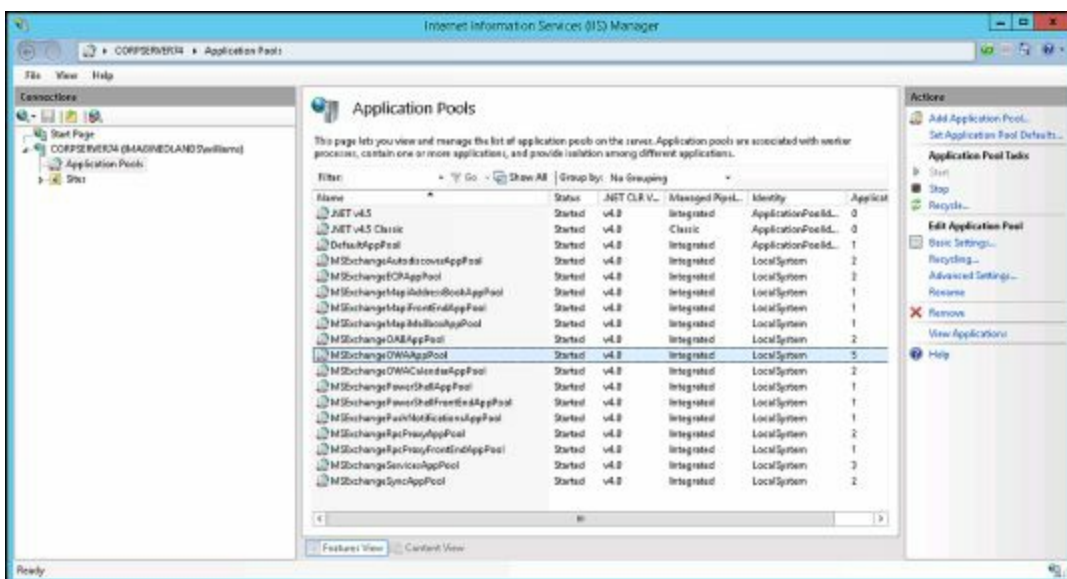 Internet Information Services (IIS) Manager
CORPSERVER74 Application Pools
File View Help
Connections
Start Page
CORPSERVER74 (IMAGINEDLANDS\williams)
Application Pools
Sites
Application Pools
This page lets you view and manage the list of application pools on the server. Application pools are associated with worker
processes, contain one or more applications, and provide isolation among different applications.
Filter: Go Show All Group by: No Grouping
Name Status .NET CLR V... Managed Pipel... Identity Applicat
.NET v4.5 Started v4.0 Integrated ApplicationPoolId... 0
.NET v4.5 Classic Started v4.0 Classic ApplicationPoolId... 0
DefaultAppPool Started v4.0 Integrated ApplicationPoolId... 1
MSExchangeAutodiscoverAppPool Started v4.0 Integrated LocalSystem 2
MSExchangeECPAppPool Started v4.0 Integrated LocalSystem 2
MSExchangeMapiAddressBookAppPool Started v4.0 Integrated LocalSystem 1
MSExchangeMapiFrontEndAppPool Started v4.0 Integrated LocalSystem 1
MSExchangeMapiMailboxAppPool Started v4.0 Integrated LocalSystem 1
MSExchangeOABAppPool Started v4.0 Integrated LocalSystem 2
MSExchangeOWAAppPool Started v4.0 Integrated LocalSystem 5
MSExchangeOWACalendarAppPool Started v4.0 Integrated LocalSystem 2
MSExchangePowerShellAppPool Started v4.0 Integrated LocalSystem 1
MSExchangePowerShellFrontEndAppPool Started v4.0 Integrated LocalSystem 1
MSExchangePushNotificationsAppPool Started v4.0 Integrated LocalSystem 1
MSExchangeRpcProxyAppPool Started v4.0 Integrated LocalSystem 2
MSExchangeRpcProxyFrontEndAppPool Started v4.0 Integrated LocalSystem 1
MSExchangeServicesAppPool Started v4.0 Integrated LocalSystem 3
MSExchangeSyncAppPool Started v4.0 Integrated LocalSystem 2
Features View Content View
Actions
Add Application Pool...
Set Application Pool Defaults...
Application Pool Tasks
Start
Stop
Recycle...
Edit Application Pool
Basic Settings...
Recycling...
Advanced Settings...
Rename
Remove
View Applications
Help
Ready